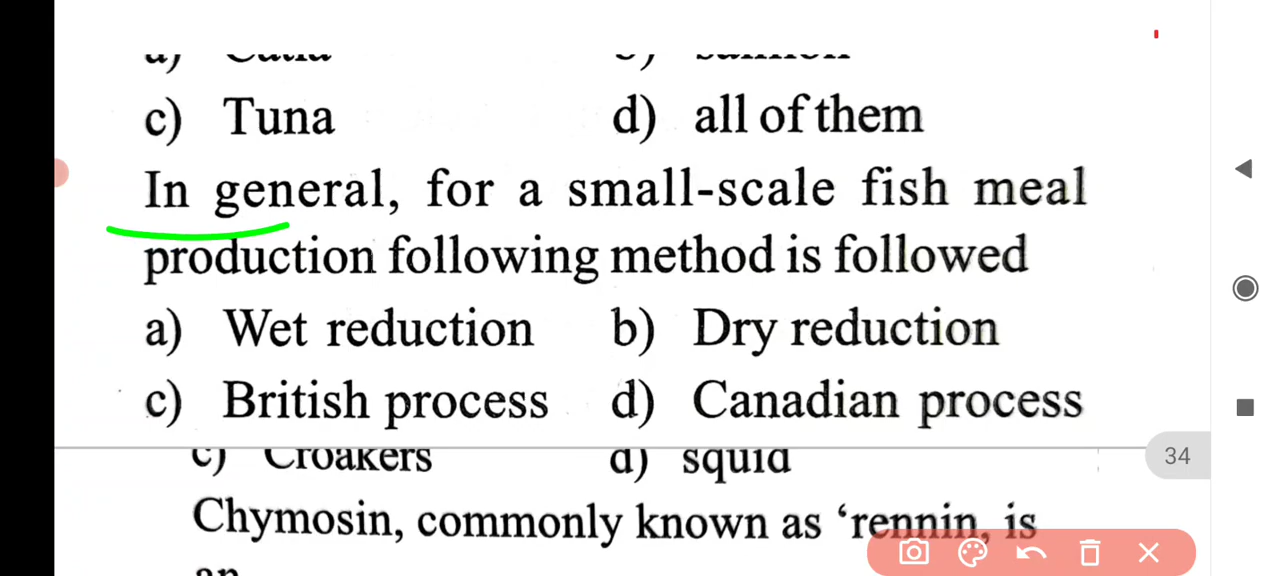 c) Tuna d) all of them
In general, for a small-scale fish meal
production following method is followed
a) Wet reduction b) Dry reduction
c) British process d) Canadian process
c) Croakers d) squid
34
Chymosin, commonly known as ‘rennin, is
an